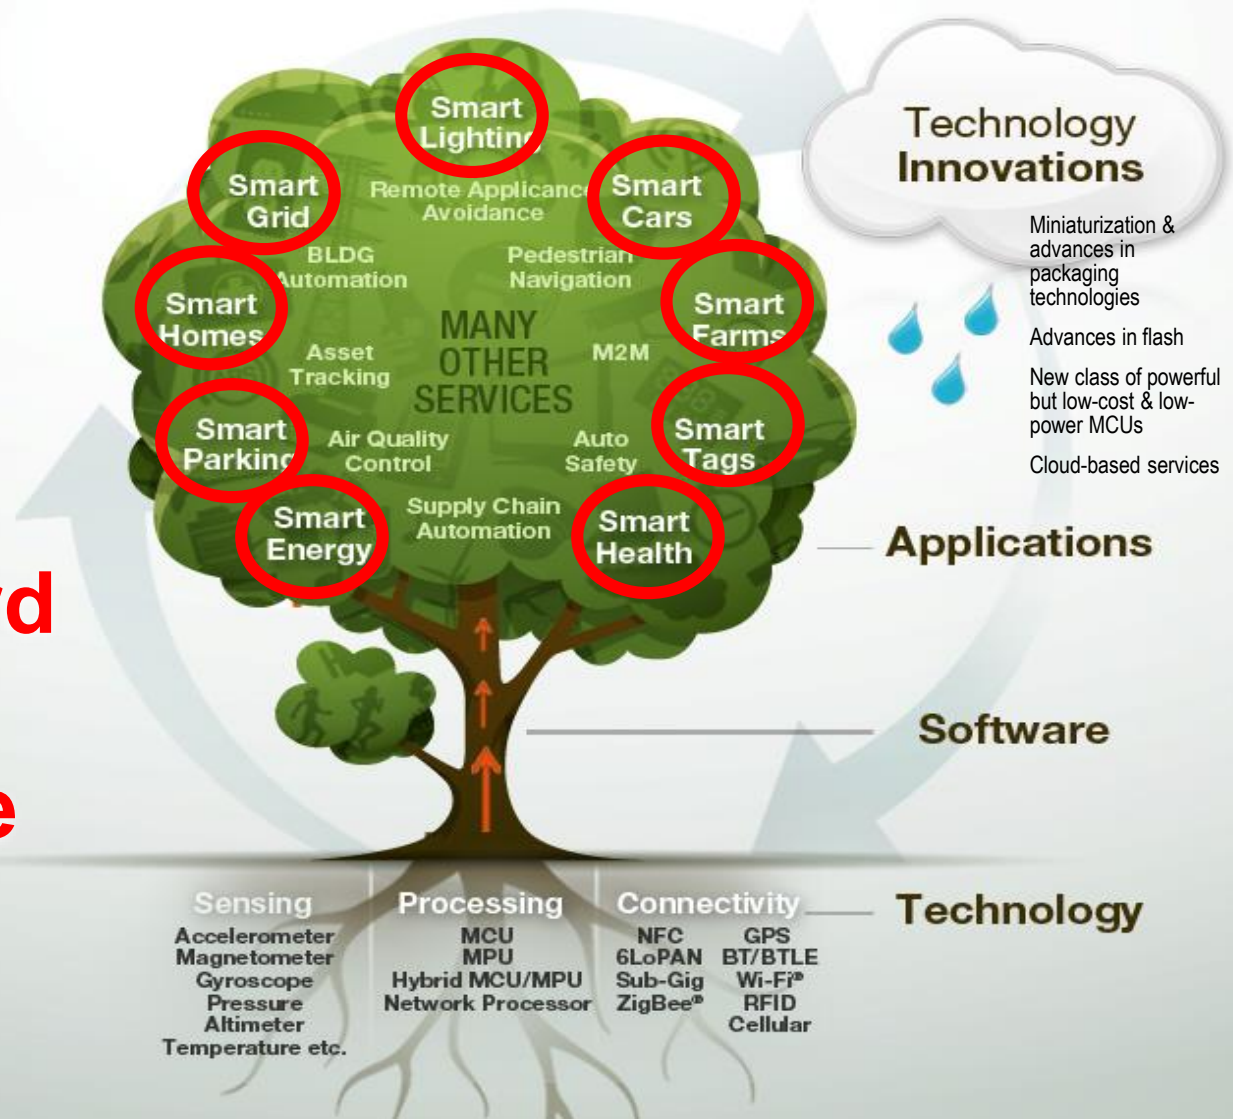 Smart
Lighting
Smart
Grid
Remote Applicance
Avoidance
Smart
Cars
BLDG
Automation
Pedestrian
Navigation
Smart
Homes
MANY
OTHER
SERVICES
Smart
Farms
Asset
Tracking
M2M
Smart
Parking
Air Quality
Control
Auto
Safety
Smart
Tags
Smart
Energy
Supply Chain
Automation
Smart
Health
Technology
Innovations
Miniaturization &
advances in
packaging
technologies
Advances in flash
New class of powerful
but low-cost & low-
power MCUs
Cloud-based services
Applications
rd
Software
e
Technology
Sensing
Accelerometer
Magnetometer
Gyroscope
Pressure
Altimeter
Temperature etc.
Processing
MCU
MPU
Hybrid MCU/MPU
Network Processor
Connectivity
NFC GPS
6LoPAN BT/BTLE
Sub-Gig Wi-Fi®
ZigBee® RFID
Cellular